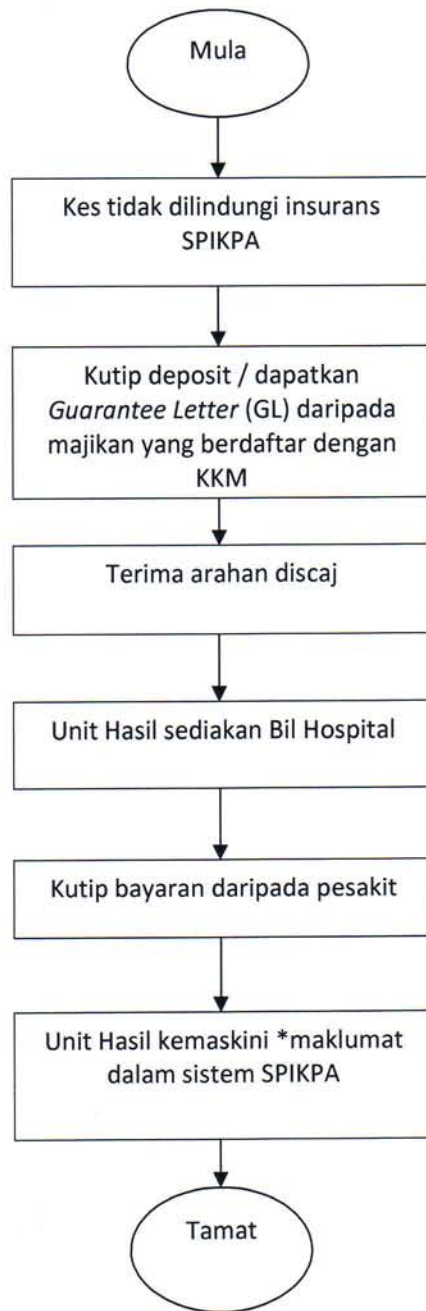 Mula
Kes tidak dilindungi insurans
SPIKPA
Kutip deposit / dapatkan
Guarantee Letter (GL) daripada
majikan yang berdaftar dengan
KKM
Terima arahan discaj
Unit Hasil sediakan Bil Hospital
Kutip bayaran daripada pesakit
Unit Hasil kemaskini *maklumat
dalam sistem SPIKPA
Tamat